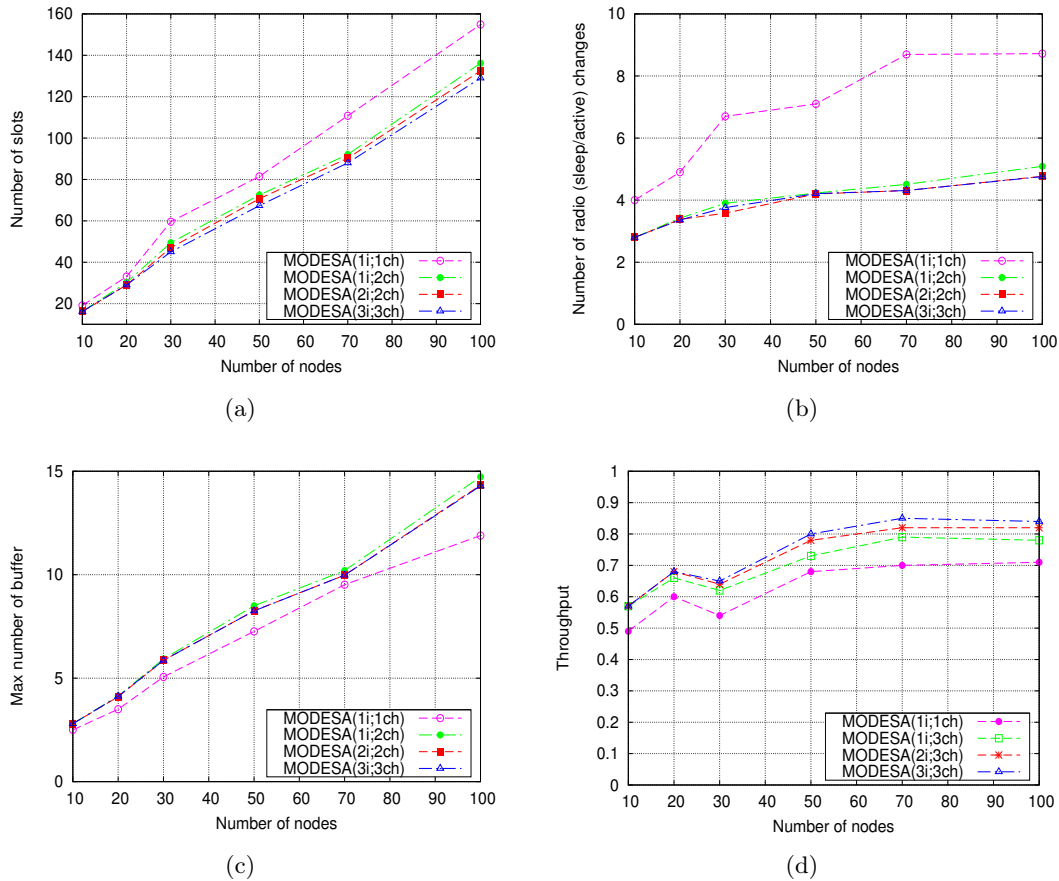 160
140
120
100
80
60
40
20
10 20 30 40 50 60 70 80 90 100
Number of slots
Number of nodes
MODESA(1i;1ch)
MODESA(1i;2ch)
MODESA(2i;2ch)
MODESA(3i;3ch)
(a)
10
8
6
4
2
0
10 20 30 40 50 60 70 80 90 100
Number of radio (sleep/active) changes
Number of nodes
MODESA(1i;1ch)
MODESA(1i;2ch)
MODESA(2i;2ch)
MODESA(3i;3ch)
(b)
15
10
5
0
10 20 30 40 50 60 70 80 90 100
Max number of buffer
Number of nodes
MODESA(1i;1ch)
MODESA(1i;2ch)
MODESA(2i;2ch)
MODESA(3i;3ch)
(c)
1
0.9
0.8
0.7
0.6
0.5
0.4
0.3
0.2
0.1
0
10 20 30 40 50 60 70 80 90 100
Throughput
Number of nodes
MODESA(1i;1ch)
MODESA(1i;3ch)
MODESA(2i;3ch)
MODESA(3i;3ch)
(d)